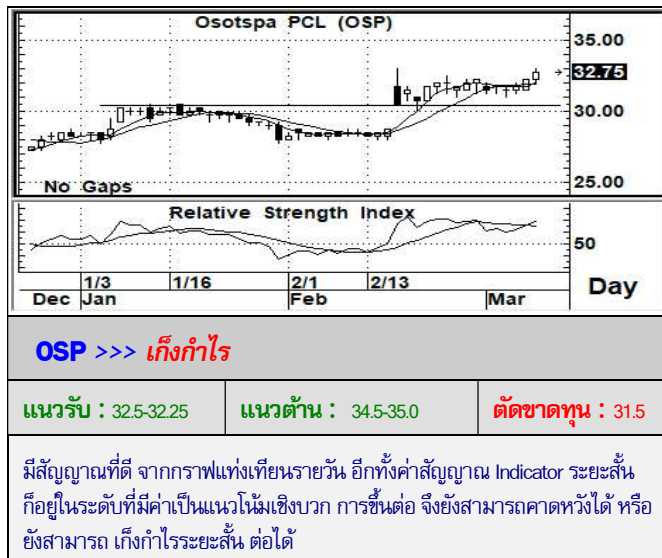 Osotspa PCL (OSP)
35.00
32.75
30.00
25.00
No Gaps
Relative Strength Index
50
1/3 1/16 2/1 2/13
Dec Jan Feb Mar
Day
OSP >>> เก็งกำไร
แนวรับ : 32.5-32.25 แนวต้าน : 34.5-35.0 ตัดขาดทุน : 31.5
มีสัญญาณที่ดี จากกราฟแท่งเทียนรายวัน อีกทั้งค่าสัญญาณ Indicator ระยะสั้น
ก็อยู่ในระดับที่มีค่าเป็นแนวโน้มเชิงบวก การขึ้นต่อ จึงยังสามารถคาดหวังได้ หรือ
ยังสามารถ เก็งกำไรระยะสั้น ต่อได้